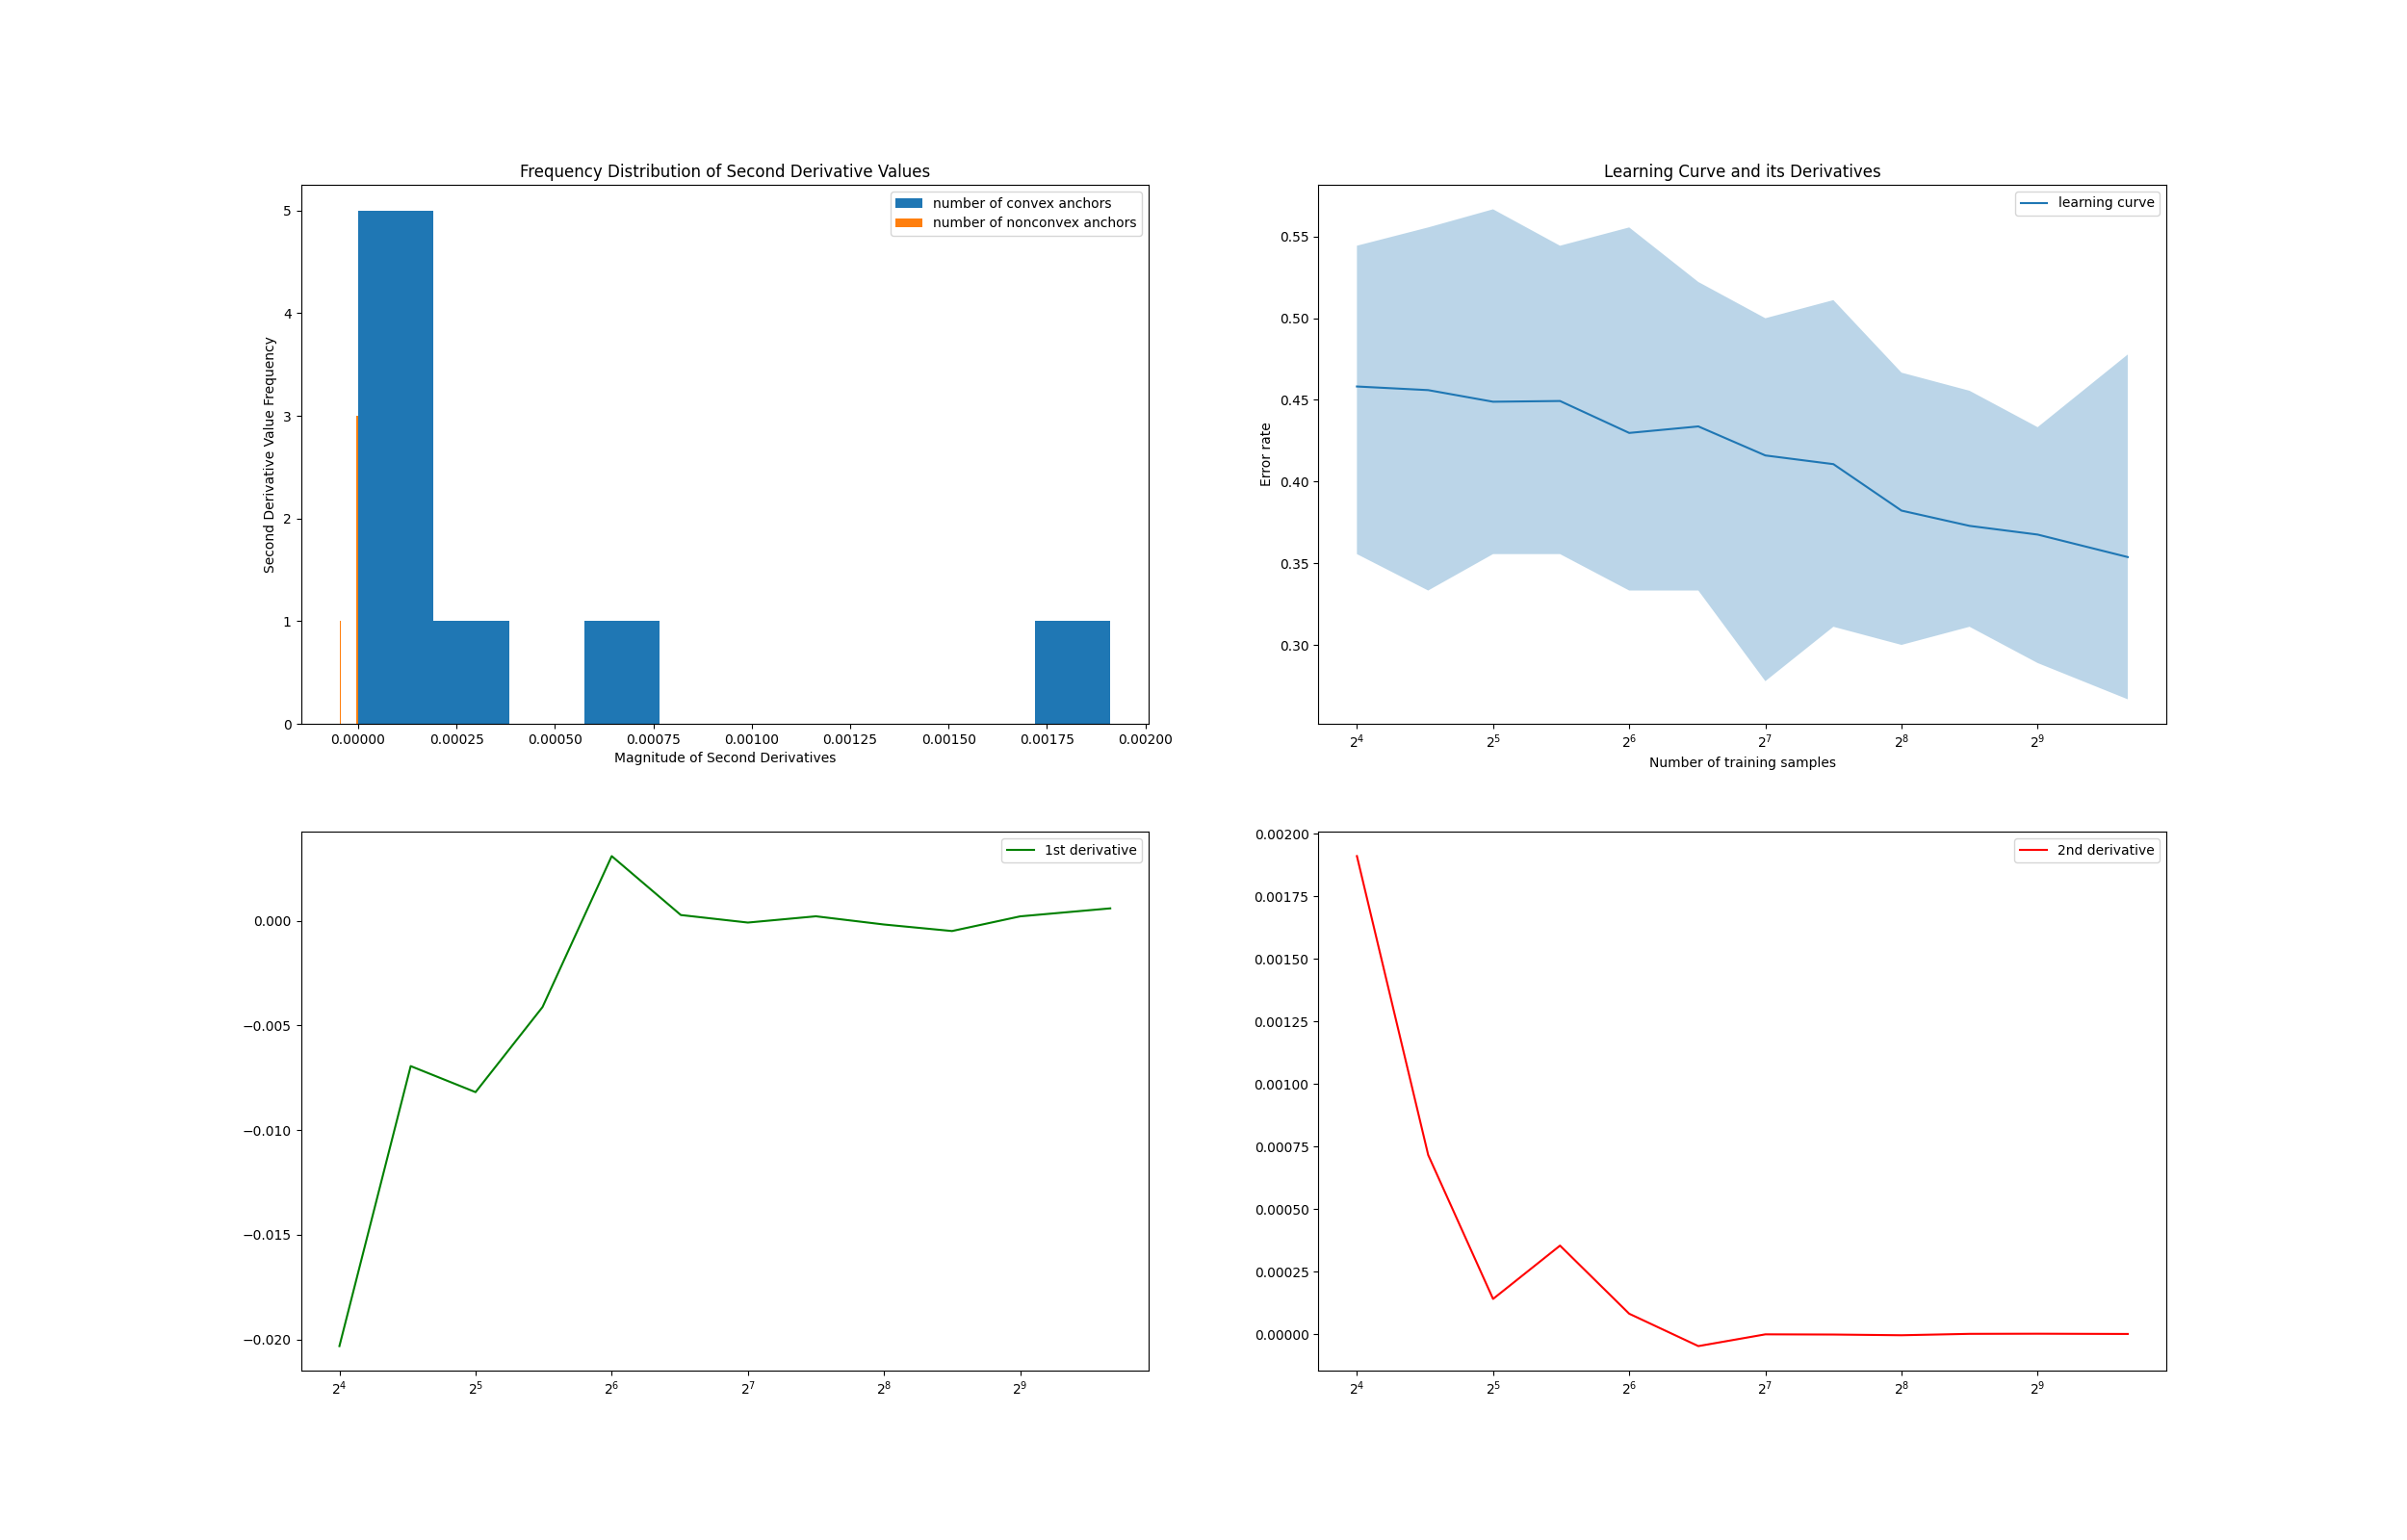 Frequency Distribution of Second Derivative Values
number of convex anchors
number of nonconvex anchors
Second Derivative Value Frequency
5
4
3
2
1
0
0.00000 0.00025 0.00050 0.00075 0.00100 0.00125 0.00150 0.00175 0.00200
Magnitude of Second Derivatives
Learning Curve and its Derivatives
learning curve
Error rate
0.55
0.50
0.45
0.40
0.35
0.30
2⁴ 2⁵ 2⁶ 2⁷ 2⁸ 2⁹
Number of training samples
1st derivative
0.000
−0.005
−0.010
−0.015
−0.020
2⁴ 2⁵ 2⁶ 2⁷ 2⁸ 2⁹
2nd derivative
0.00200
0.00175
0.00150
0.00125
0.00100
0.00075
0.00050
0.00025
0.00000
2⁴ 2⁵ 2⁶ 2⁷ 2⁸ 2⁹